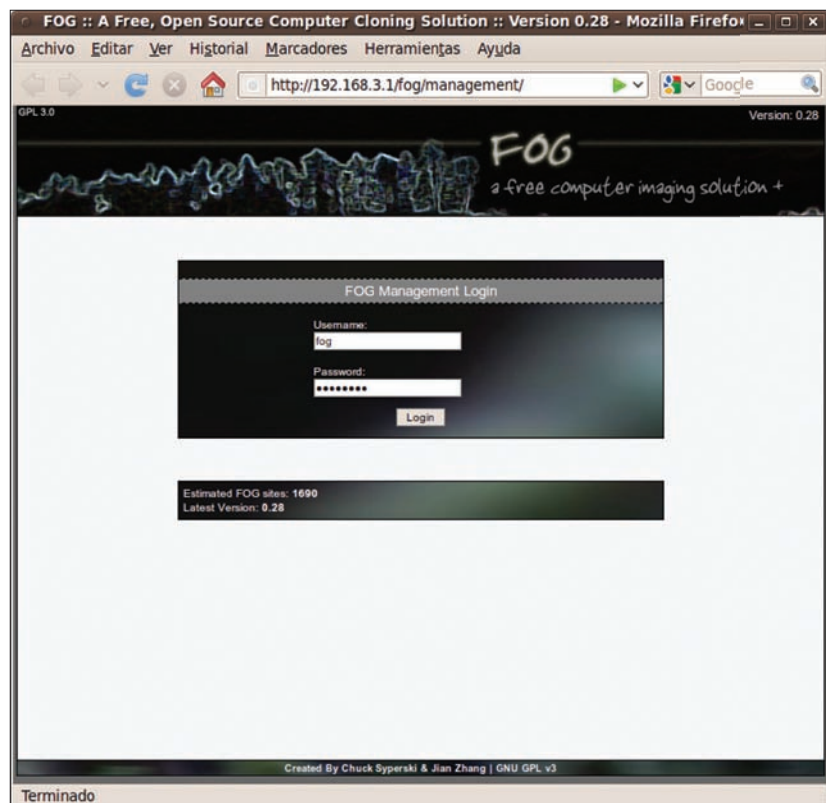 FOG :: A Free, Open Source Computer Cloning Solution :: Version 0.28 - Mozilla Firefo
Archivo Editar Ver Historial Marcadores Herramientas Ayuda
http://192.168.3.1/fog/management/ Google
GPL 3.0 Version: 0.28
FOG
a free computer imaging solution +
FOG Management Login
Username:
fog
Password:
••••••••
Login
Estimated FOG sites: 1690
Latest Version: 0.28
Created By Chuck Syperski & Jian Zhang | GNU GPL v3
Terminado